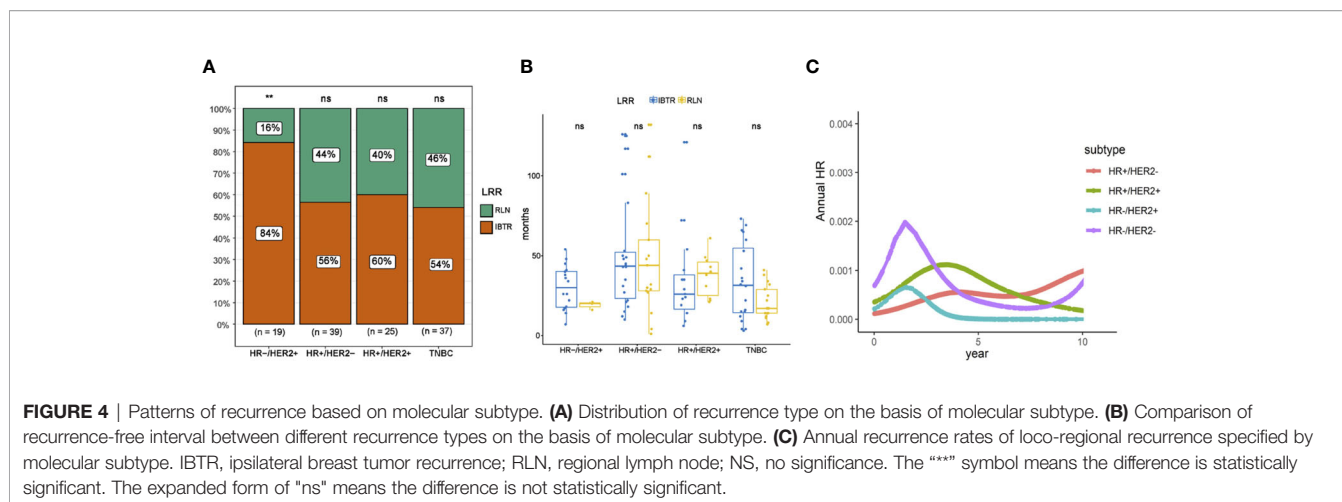 A
** ns ns ns
100%
90%
80%
70%
60%
50%
40%
30%
20%
10%
0%
16% 44% 40% 46%
84% 56% 60% 54%
(n = 19) (n = 39) (n = 25) (n = 37)
HR−/HER2+ HR+/HER2− HR+/HER2+ TNBC
LRR
RLN
IBTR
B
LRR IBTR RLN
ns ns ns ns
months
100
50
0
HR−/HER2+ HR+/HER2− HR+/HER2+ TNBC
C
Annual HR
0.004
0.003
0.002
0.001
0.000
0 5 10
year
subtype
HR+/HER2-
HR+/HER2+
HR-/HER2+
HR-/HER2-
FIGURE 4 | Patterns of recurrence based on molecular subtype. (A) Distribution of recurrence type on the basis of molecular subtype. (B) Comparison of
recurrence-free interval between different recurrence types on the basis of molecular subtype. (C) Annual recurrence rates of loco-regional recurrence specified by
molecular subtype. IBTR, ipsilateral breast tumor recurrence; RLN, regional lymph node; NS, no significance. The “**” symbol means the difference is statistically
significant. The expanded form of "ns" means the difference is not statistically significant.